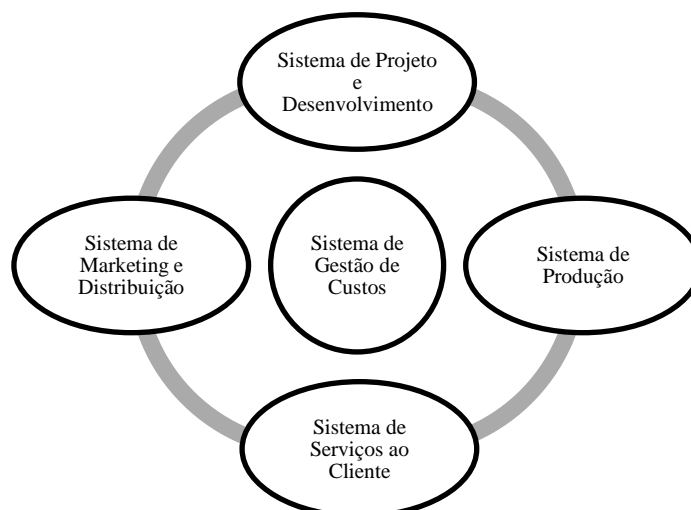 Sistema de Projeto
e
Desenvolvimento
Sistema de
Marketing e
Distribuição
Sistema de
Gestão de
Custos
Sistema de
Produção
Sistema de
Serviços ao
Cliente